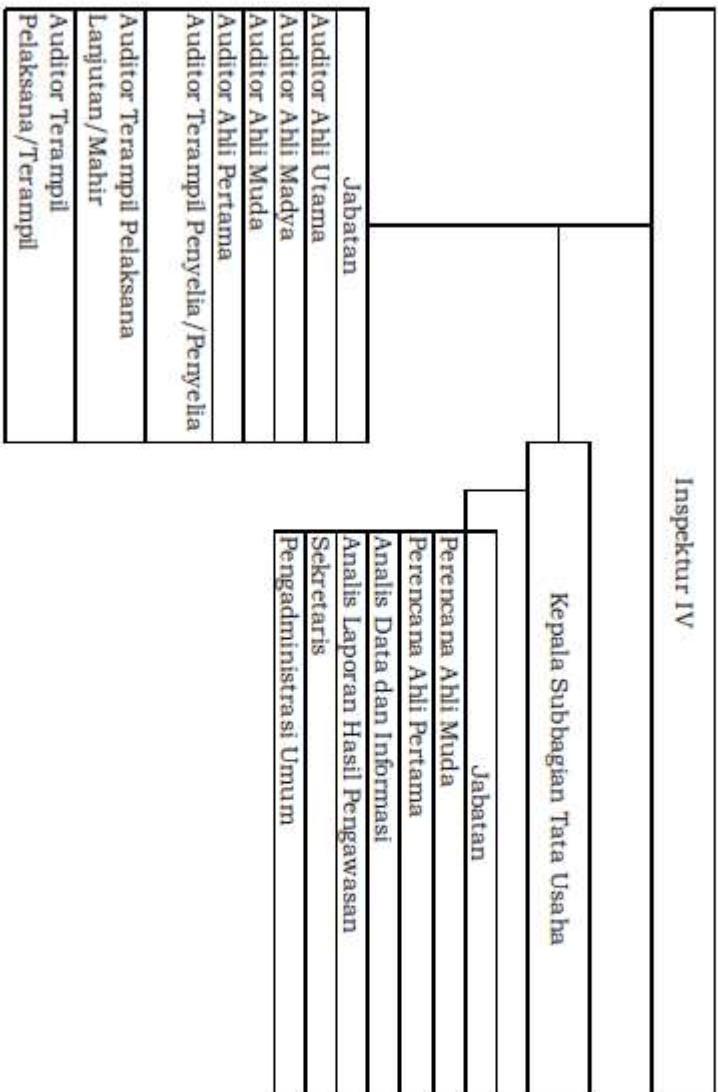 Inspektur IV
Kepala Subbagian Tata Usaha
Jabatan
Perencana Ahli Muda
Perencana Ahli Pertama
Analis Data dan Informasi
Analis Laporan Hasil Pengawasan
Sekretaris
Pengadministrasi Umum
Jabatan
Auditor Ahli Utama
Auditor Ahli Madya
Auditor Ahli Muda
Auditor Ahli Pertama
Auditor Terampil Penyelia/Penyelia
Auditor Terampil Pelaksana
Lanjutan/Mahir
Auditor Terampil
Pelaksana/Terampil